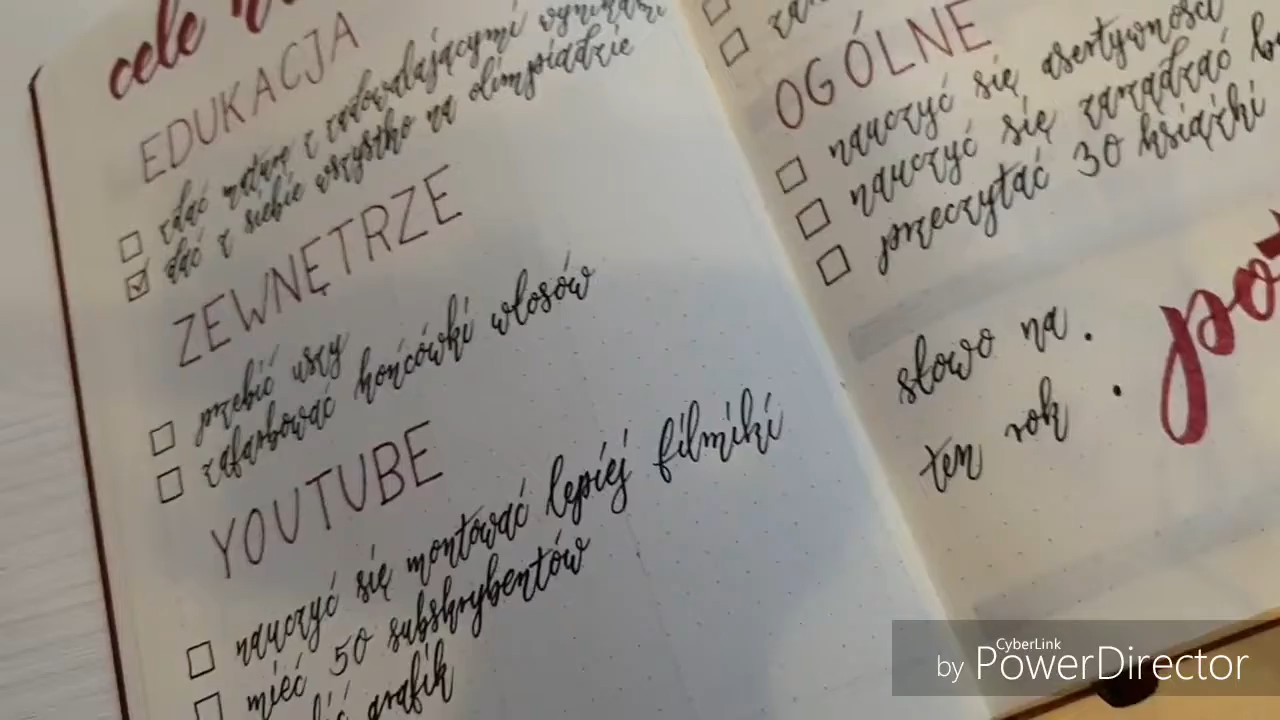 cele
EDUKACJA
zdać maturę z zadowalającymi wynikami
dać z siebie wszystko na olimpiadzie
ZEWNĘTRZE
przebić uszy
zafarbować końcówki włosów
YOUTUBE
nauczyć się montować lepiej filmiki
mieć 50 subskrybentów
grafik
OGÓLNE
nauczyć się asertywności
nauczyć się zarządzać
przeczytać 30 książki
słowo na
ten rok
CyberLink
by PowerDirector